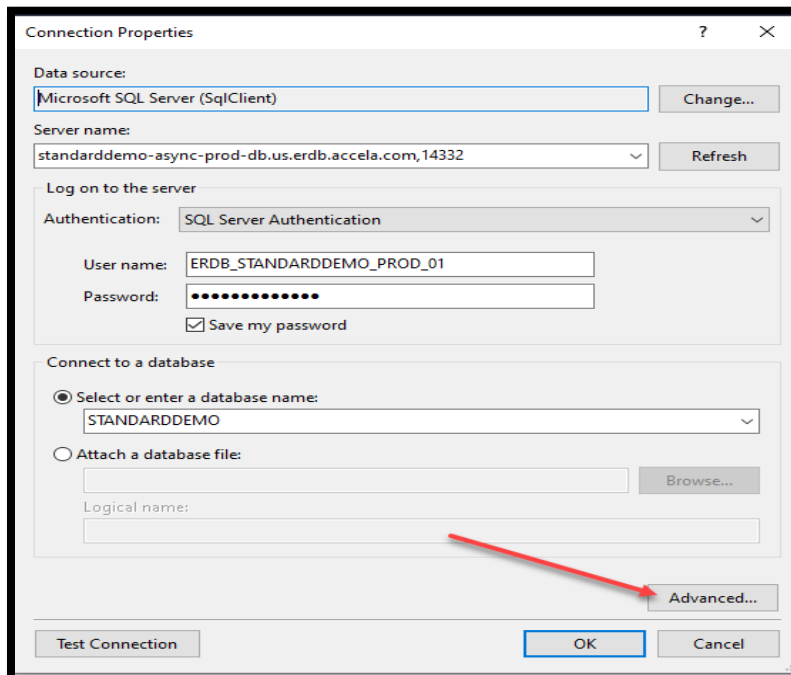 Connection Properties
?
Data source:
Microsoft SQL Server (SqlClient)
Change...
Server name:
standarddemo-async-prod-db.us.erdb.accela.com,14332
Refresh
Log on to the server
Authentication:
SQL Server Authentication
User name:
ERDB_STANDARDDEMO_PROD_01
Password:
●●●●●●●●●●●●●
Save my password
Connect to a database
Select or enter a database name:
STANDARDDEMO
Attach a database file:
Browse...
Logical name:
Advanced...
Test Connection
OK
Cancel